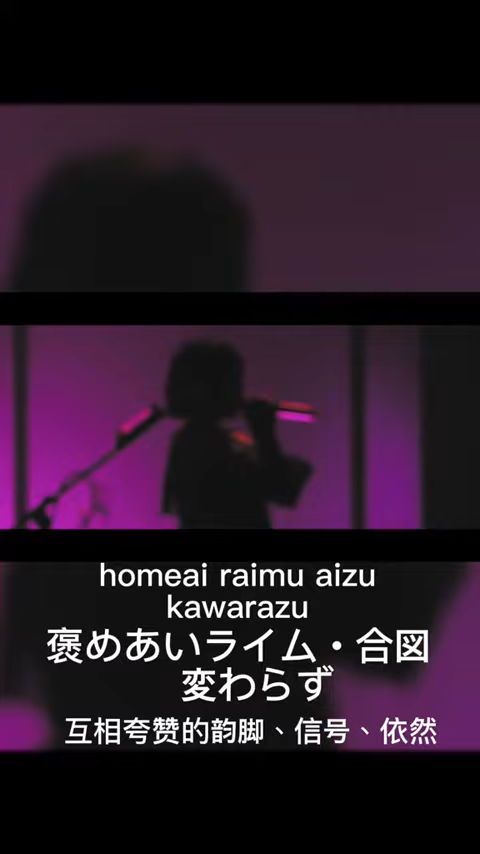 homeai raimu aizu
kawarazu
褒めあいライム・合図
変わらず
互相夸赞的韵脚、信号、依然